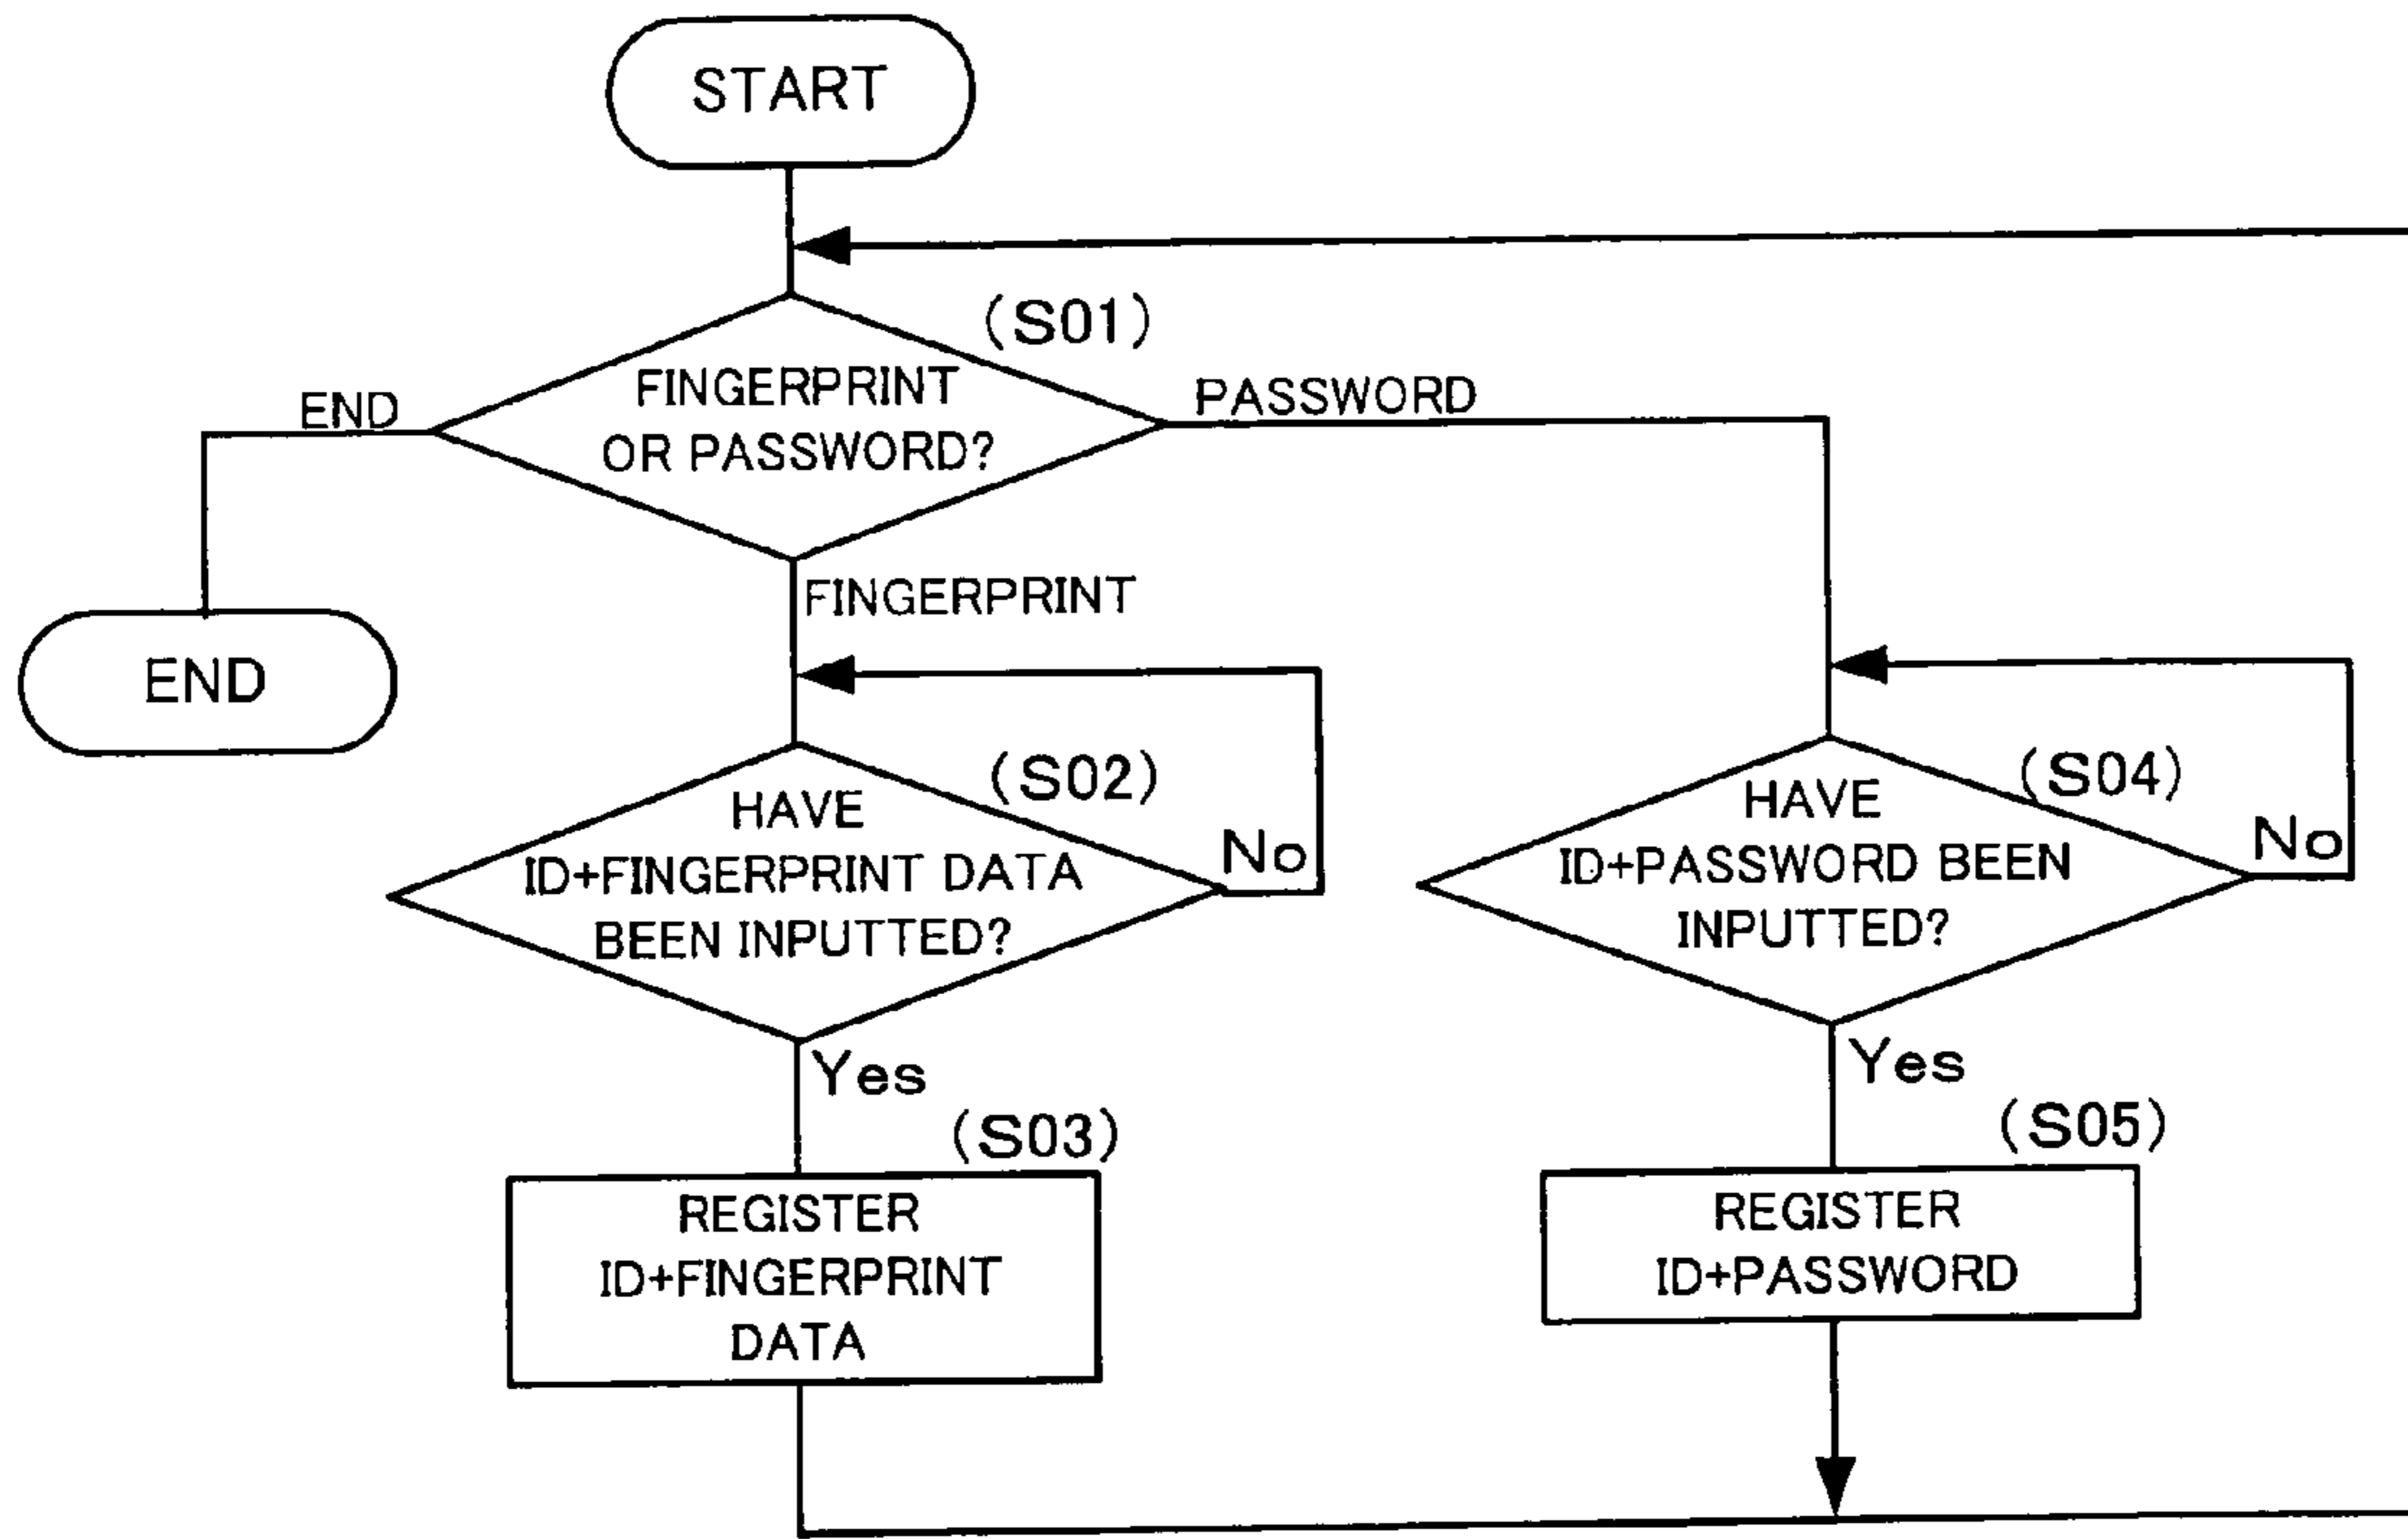 START
(S01)
FINGERPRINT
OR PASSWORD?
END
PASSWORD
FINGERPRINT
END
(S02)
HAVE
ID+FINGERPRINT DATA
BEEN INPUTTED?
No
Yes
(S03)
REGISTER
ID+FINGERPRINT
DATA
(S04)
HAVE
ID+PASSWORD BEEN
INPUTTED?
No
Yes
(S05)
REGISTER
ID+PASSWORD